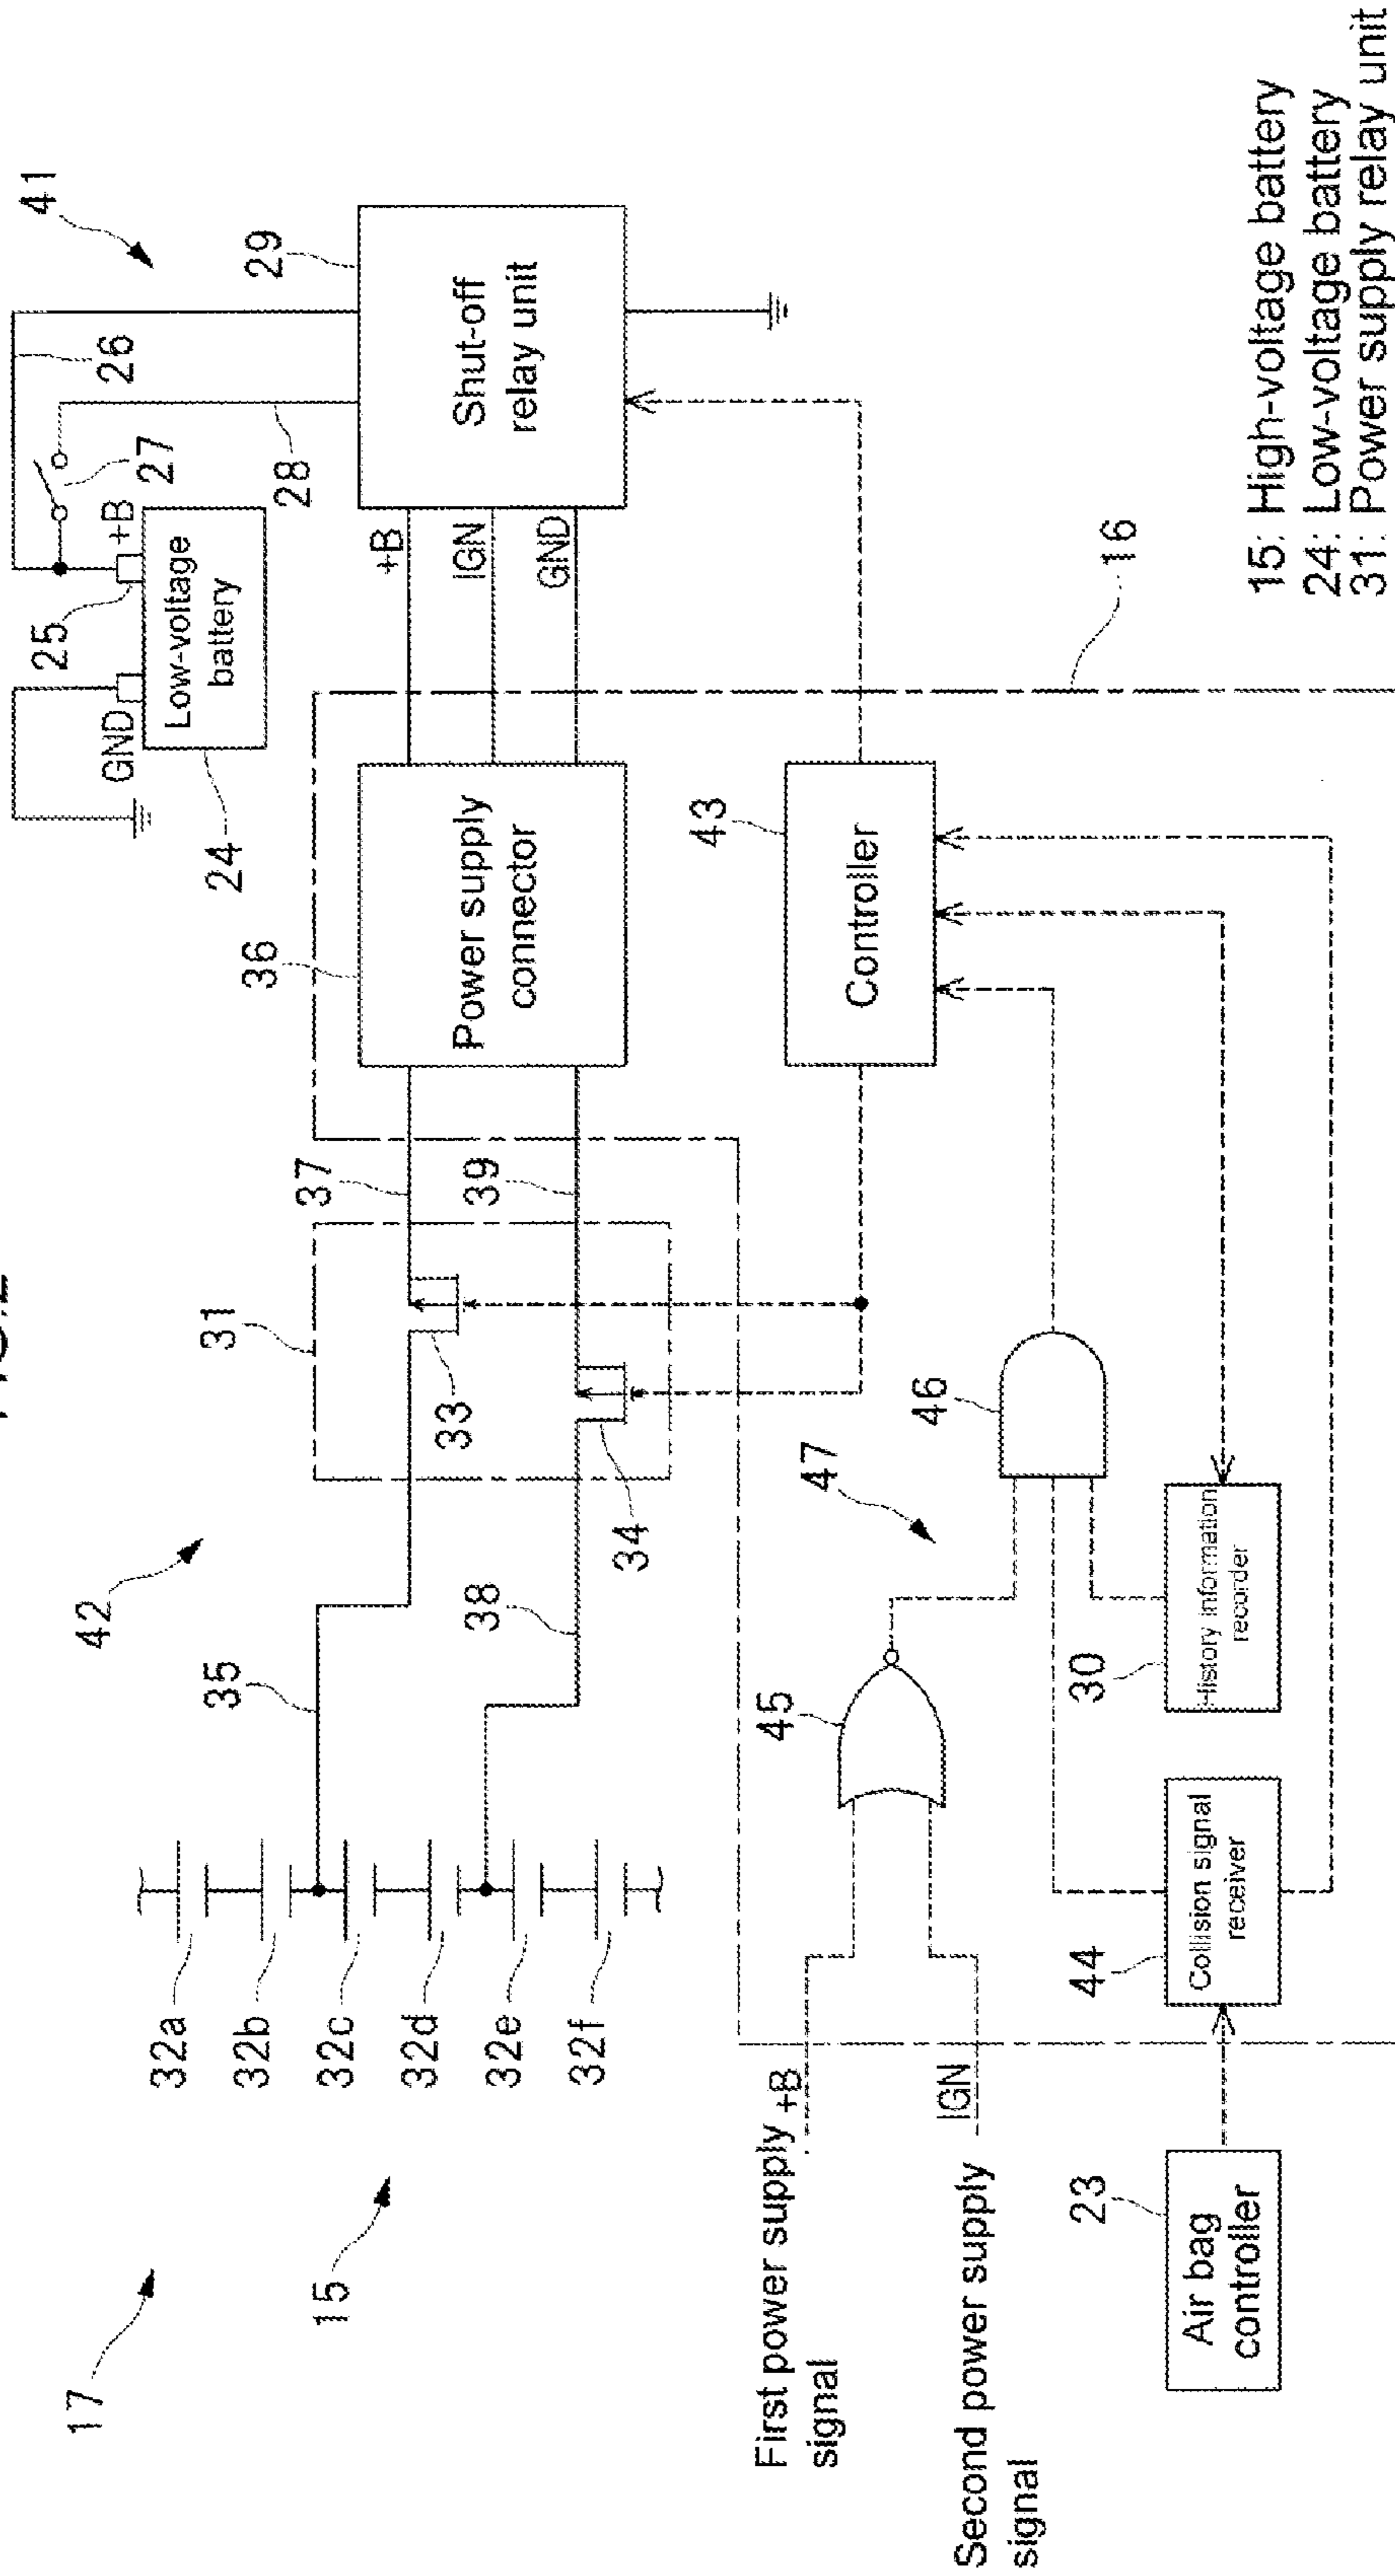 17
15
32a
32b
32c
32d
32e
32f
42
35
38
31
33
34
37
39
36
Power supply
connector
+B
IGN
GND
Shut-off
relay unit
29
41
26
27
28
25
+B
GND
Low-voltage
battery
24
43
Controller
16
First power supply
signal
+B
Second power supply
signal
IGN
45
47
46
23
Air bag
controller
44
Collision signal
receiver
30
History information
recorder
15: High-voltage battery
24: Low-voltage battery
31: Power supply relay unit